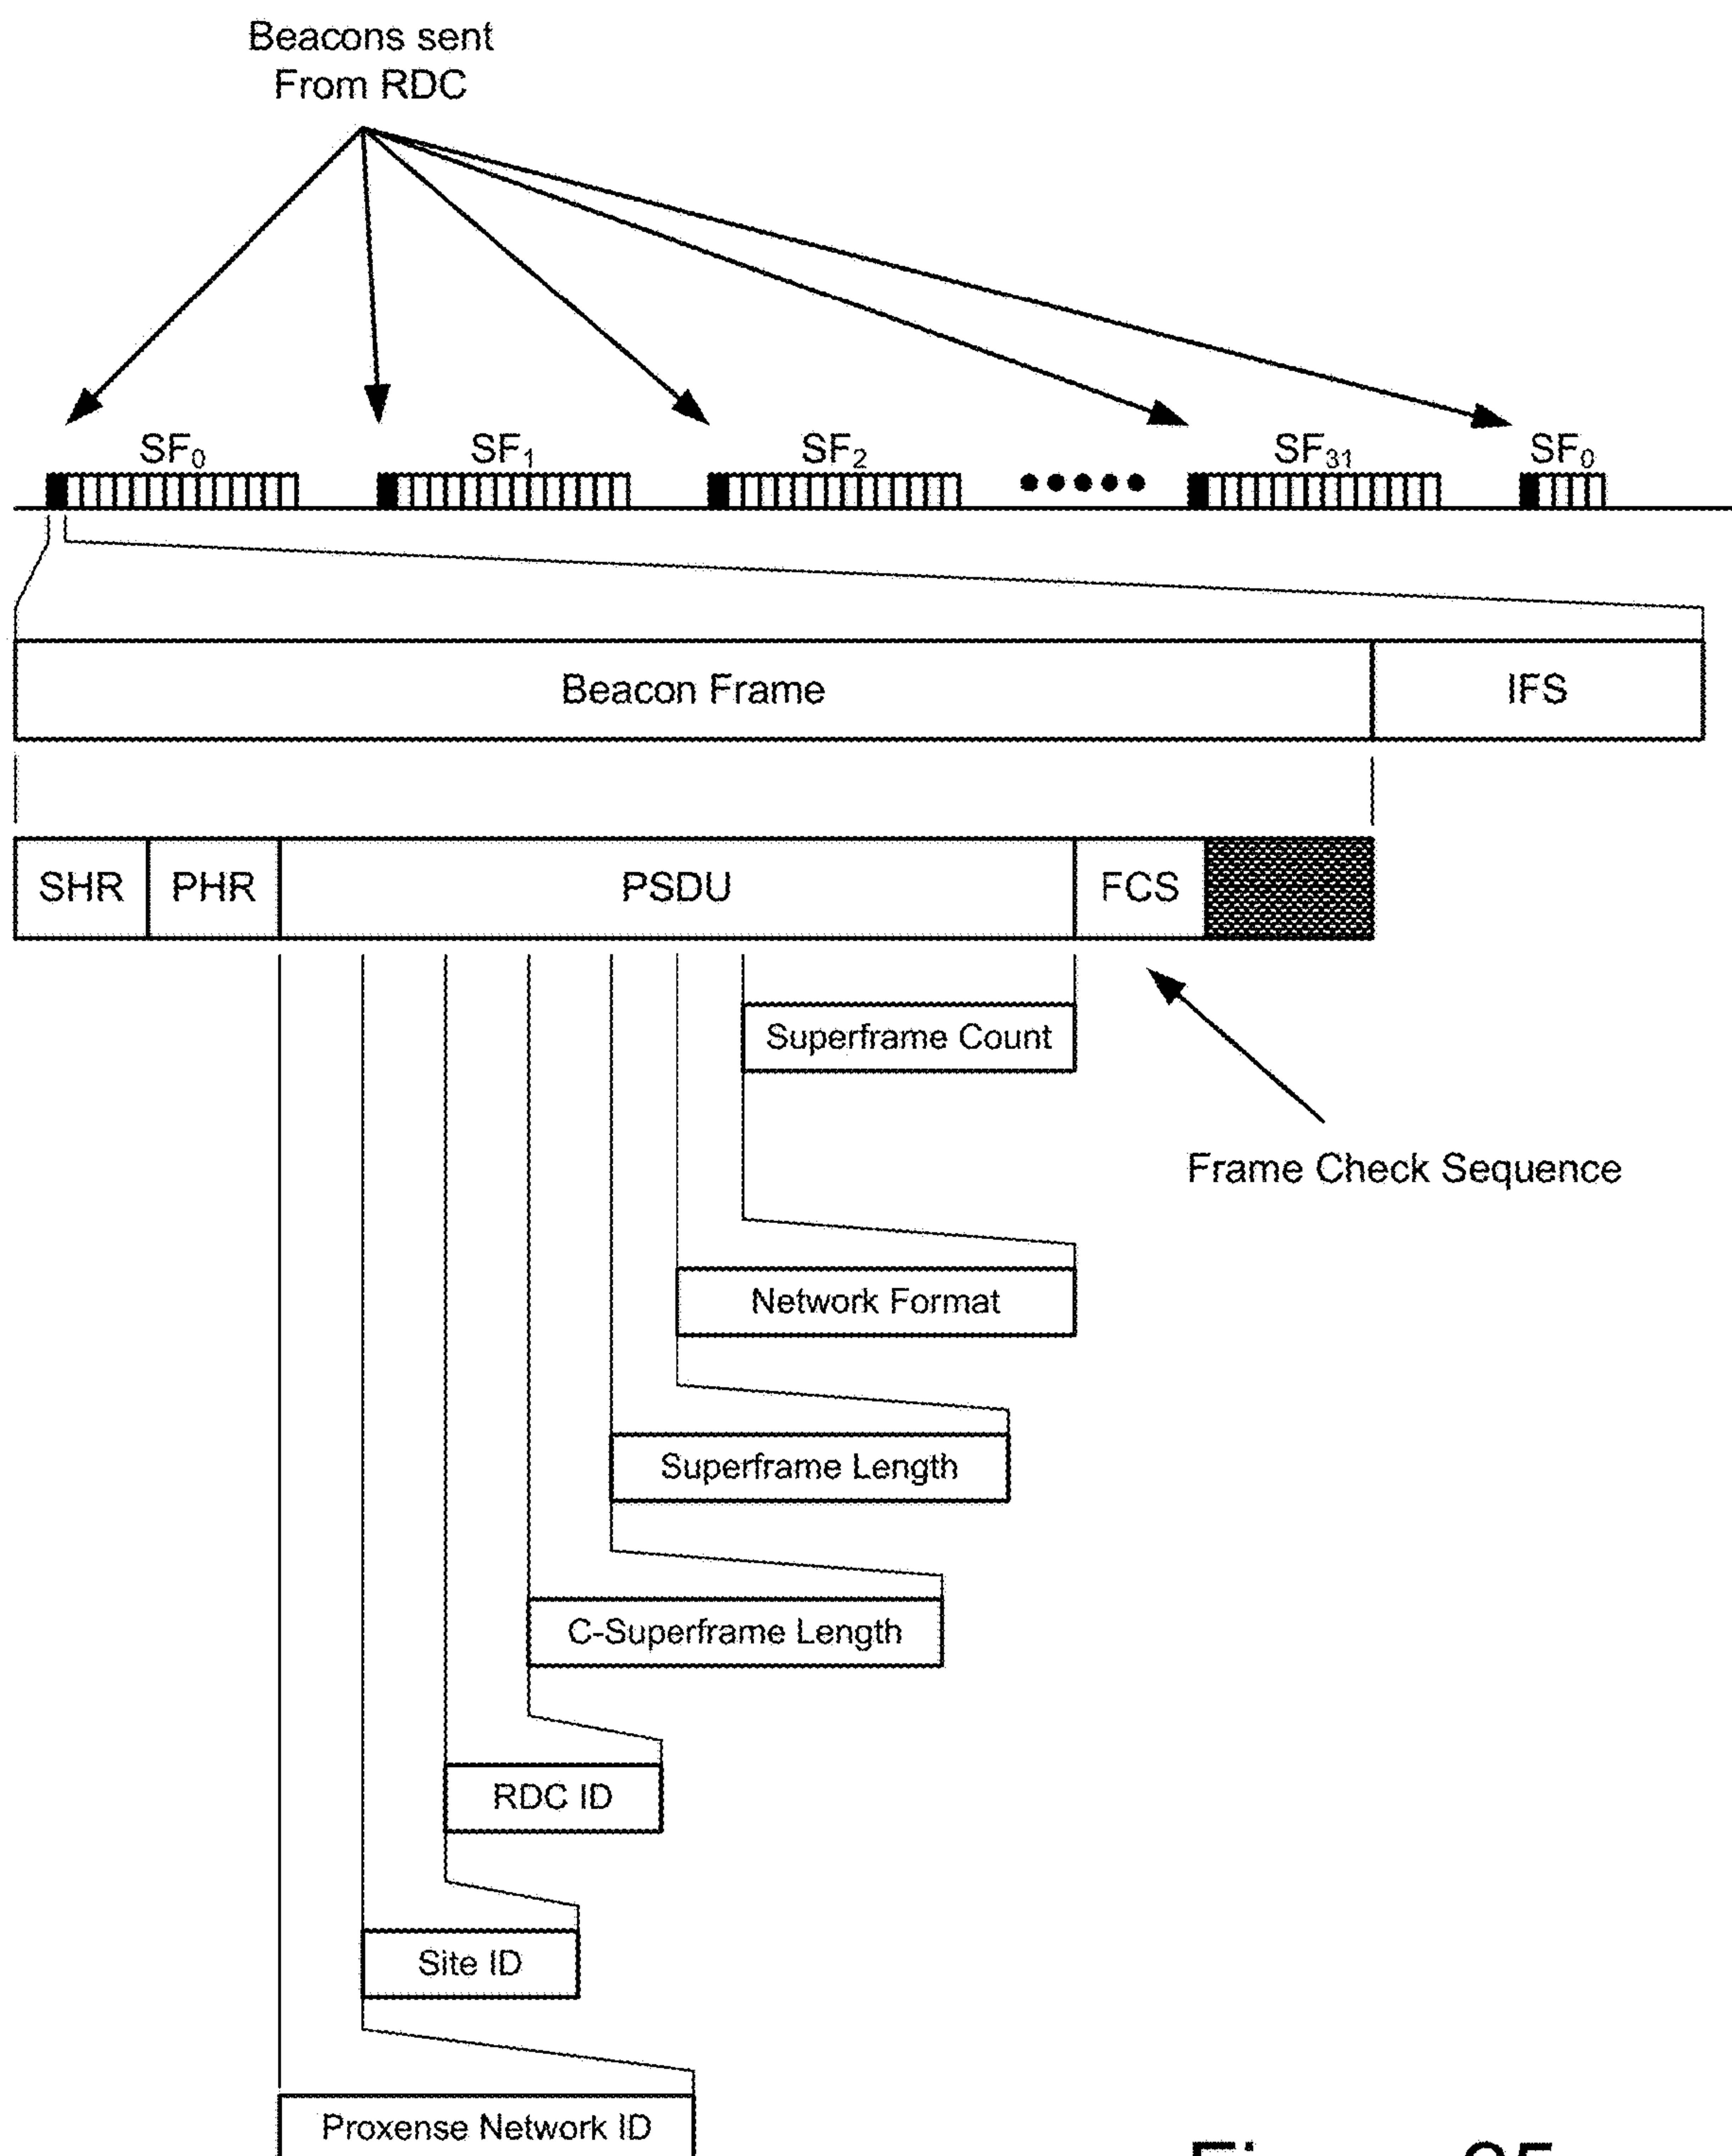 Beacons sent
From RDC
SF0 SF1 SF2 SF31 SF0
Beacon Frame IFS
SHR PHR PSDU FCS
Superframe Count
Frame Check Sequence
Network Format
Superframe Length
C-Superframe Length
RDC ID
Site ID
Proxense Network ID